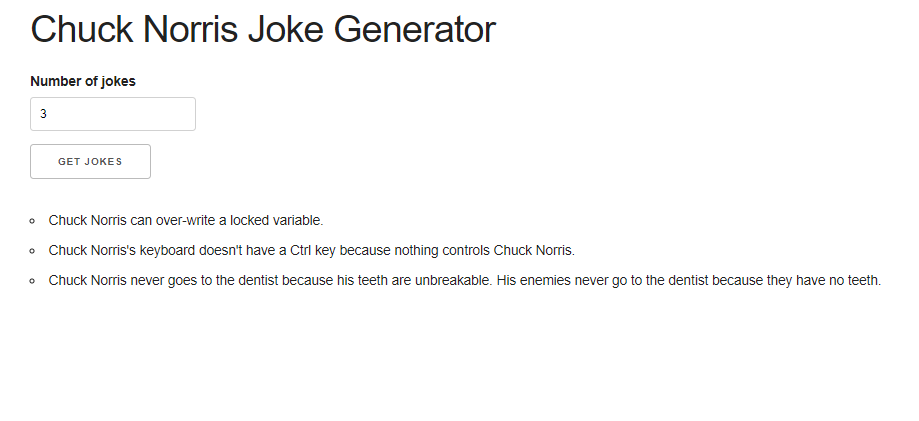 Chuck Norris Joke Generator
Number of jokes
3
GET JOKES
Chuck Norris can over-write a locked variable.
Chuck Norris's keyboard doesn't have a Ctrl key because nothing controls Chuck Norris.
Chuck Norris never goes to the dentist because his teeth are unbreakable. His enemies never go to the dentist because they have no teeth.